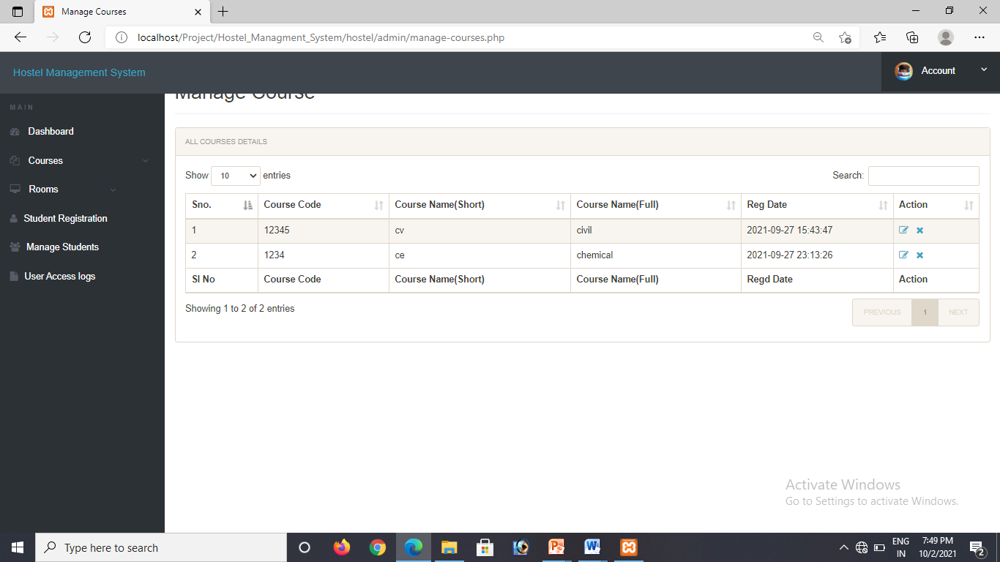 Manage Courses
localhost/Project/Hostel_Managment_System/hostel/admin/manage-courses.php
Hostel Management System
Account
Manage Course
MAIN
Dashboard
Courses
Rooms
Student Registration
Manage Students
User Access logs
ALL COURSES DETAILS
Show 10 entries Search:
Sno. Course Code Course Name(Short) Course Name(Full) Reg Date Action
1 12345 cv civil 2021-09-27 15:43:47
2 1234 ce chemical 2021-09-27 23:13:26
Sl No Course Code Course Name(Short) Course Name(Full) Regd Date Action
Showing 1 to 2 of 2 entries
PREVIOUS 1 NEXT
Activate Windows
Go to Settings to activate Windows.
Type here to search
ENG
IN
7:49 PM
10/2/2021
2